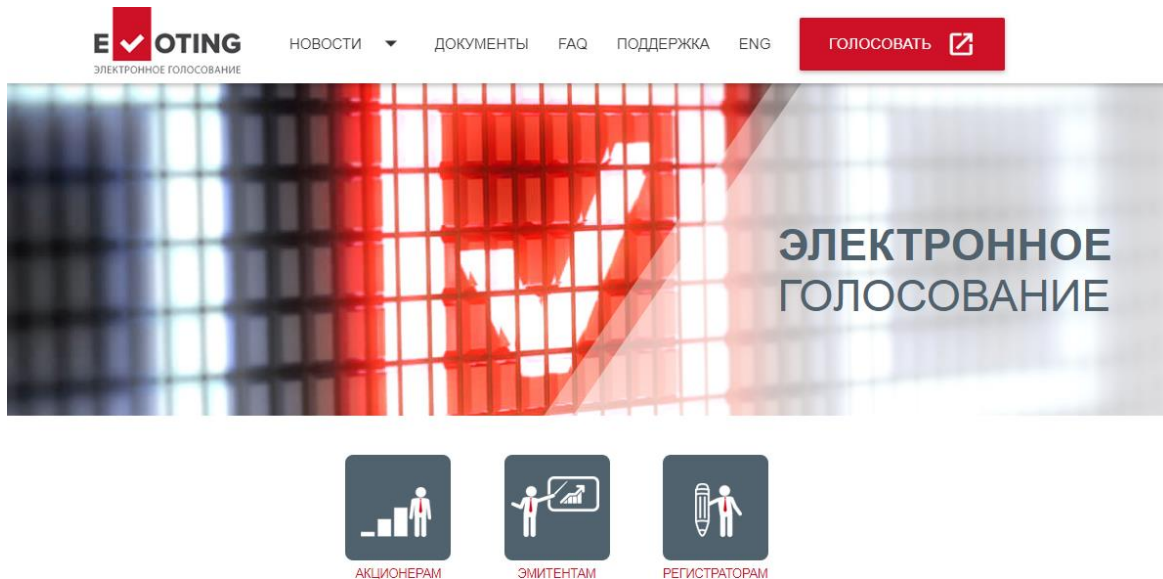 E OTING
ЭЛЕКТРОННОЕ ГОЛОСОВАНИЕ
НОВОСТИ ДОКУМЕНТЫ FAQ ПОДДЕРЖКА ENG ГОЛОСОВАТЬ
ЭЛЕКТРОННОЕ
ГОЛОСОВАНИЕ
АКЦИОНЕРАМ ЭМИТЕНТАМ РЕГИСТРАТОРАМ